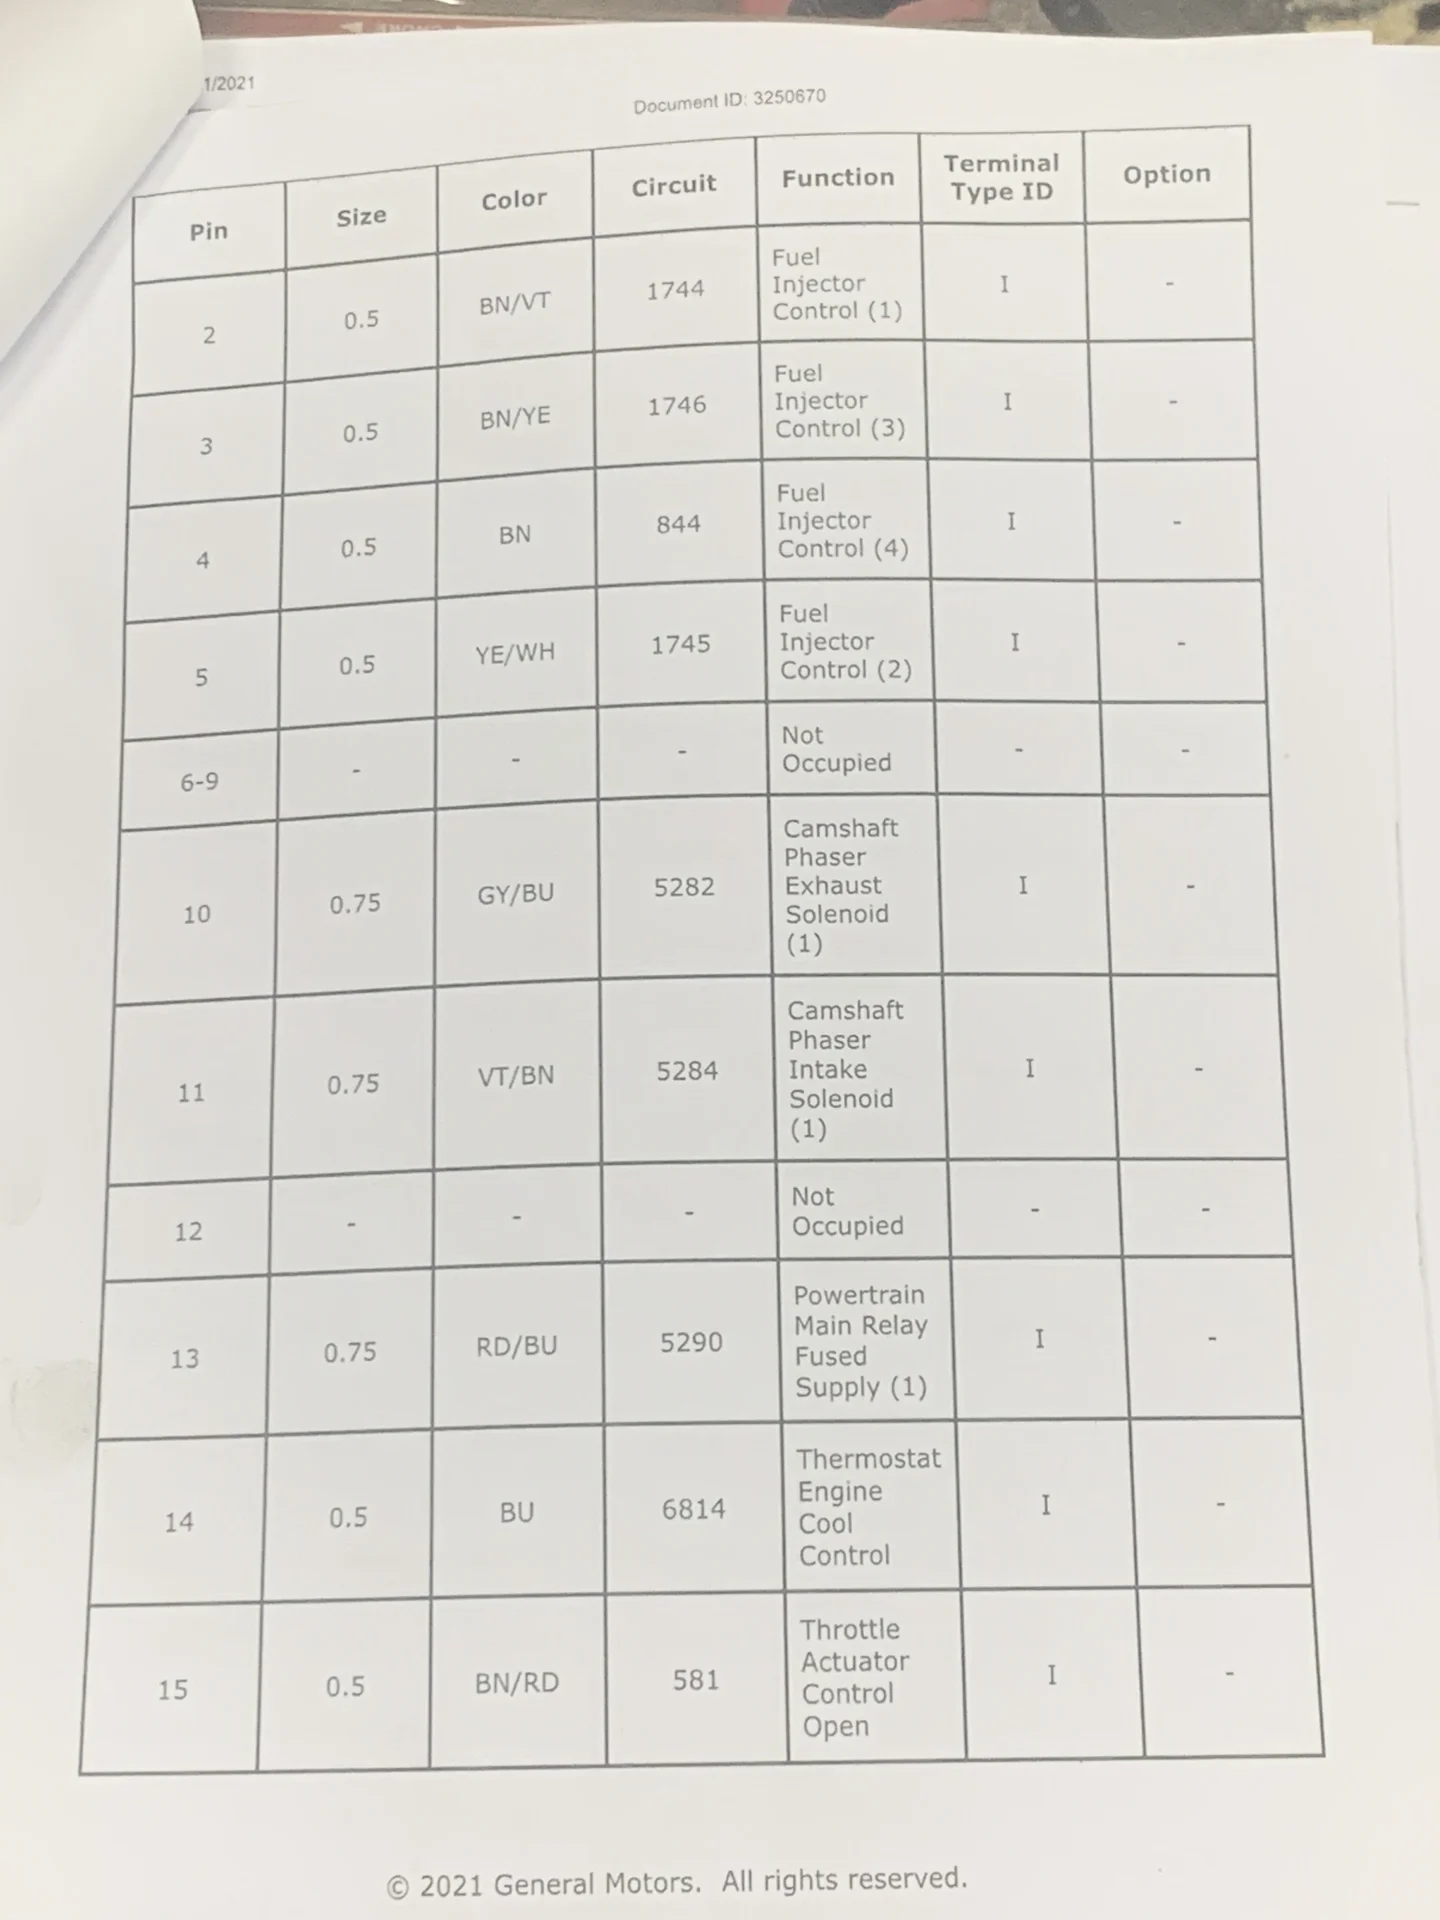 1/2021
Document ID: 3250670
Pin Size Color Circuit Function Terminal Type ID Option
2 0.5 BN/VT 1744 Fuel Injector Control (1) I -
3 0.5 BN/YE 1746 Fuel Injector Control (3) I -
4 0.5 BN 844 Fuel Injector Control (4) I -
5 0.5 YE/WH 1745 Fuel Injector Control (2) I -
6-9 - - - Not Occupied - -
10 0.75 GY/BU 5282 Camshaft Phaser Exhaust Solenoid (1) I -
11 0.75 VT/BN 5284 Camshaft Phaser Intake Solenoid (1) I -
12 - - - Not Occupied - -
13 0.75 RD/BU 5290 Powertrain Main Relay Fused Supply (1) I -
14 0.5 BU 6814 Thermostat Engine Cool Control I -
15 0.5 BN/RD 581 Throttle Actuator Control Open I -
© 2021 General Motors. All rights reserved.